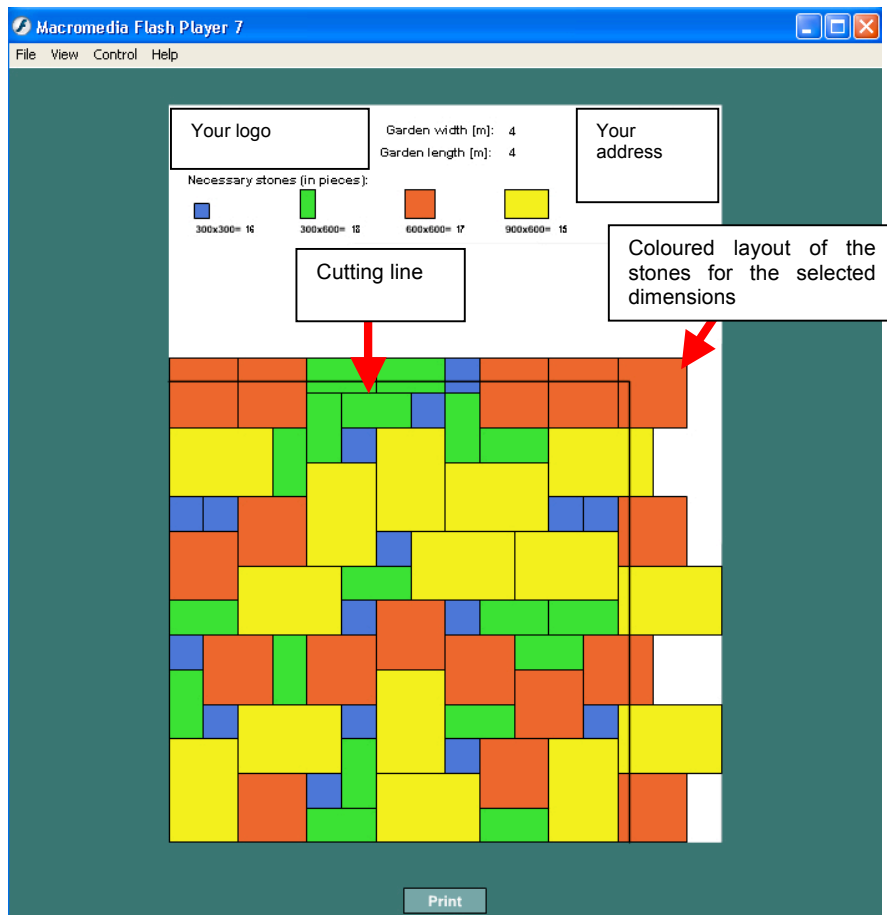 Macromedia Flash Player 7
File View Control Help
Your logo
Garden width [m]: 4
Garden length [m]: 4
Your
address
Necessary stones (in pieces):
300x300= 16
300x600= 18
600x600= 17
900x600= 15
Cutting line
Coloured layout of the
stones for the selected
dimensions
Print